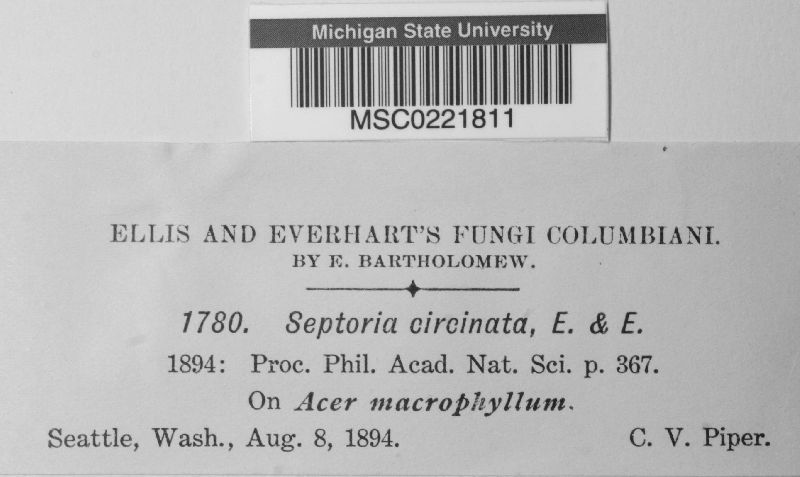 Michigan State University
MSC0221811
ELLIS AND EVERHART'S FUNGI COLUMBIANI.
BY E. BARTHOLOMEW.
1780. Septoria circinata, E. & E.
1894: Proc. Phil. Acad. Nat. Sci. p. 367.
On Acer macrophyllum.
Seattle, Wash., Aug. 8, 1894. C. V. Piper.